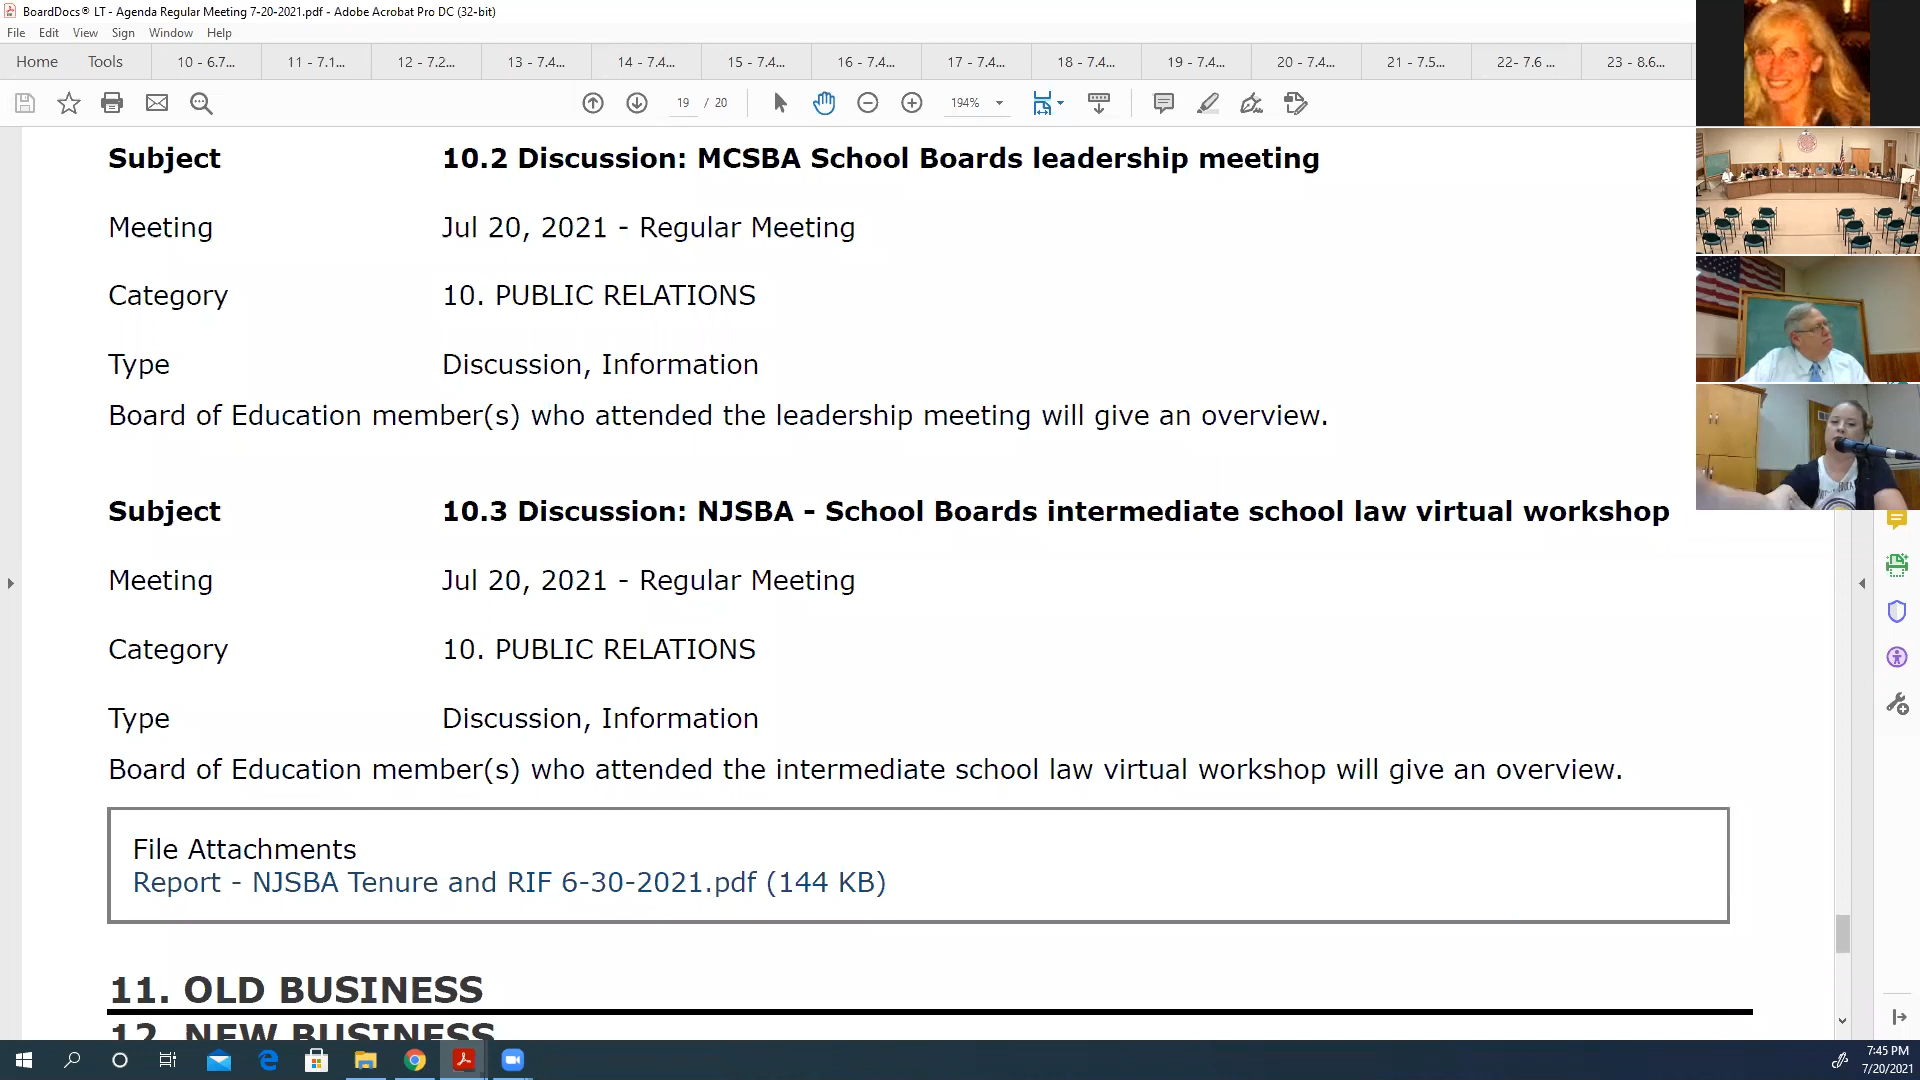 BoardDocs® LT - Agenda Regular Meeting 7-20-2021.pdf - Adobe Acrobat Pro DC (32-bit)
File Edit View Sign Window Help
Home Tools 10 - 6.7... 11 - 7.1... 12 - 7.2... 13 - 7.4... 14 - 7.4... 15 - 7.4... 16 - 7.4... 17 - 7.4... 18 - 7.4... 19 - 7.4... 20 - 7.4... 21 - 7.5... 22- 7.6 ... 23 - 8.6...
19 / 20 194%
Subject 10.2 Discussion: MCSBA School Boards leadership meeting
Meeting Jul 20, 2021 - Regular Meeting
Category 10. PUBLIC RELATIONS
Type Discussion, Information
Board of Education member(s) who attended the leadership meeting will give an overview.
Subject 10.3 Discussion: NJSBA - School Boards intermediate school law virtual workshop
Meeting Jul 20, 2021 - Regular Meeting
Category 10. PUBLIC RELATIONS
Type Discussion, Information
Board of Education member(s) who attended the intermediate school law virtual workshop will give an overview.
File Attachments
Report - NJSBA Tenure and RIF 6-30-2021.pdf (144 KB)
11. OLD BUSINESS
12. NEW BUSINESS
7:45 PM
7/20/2021